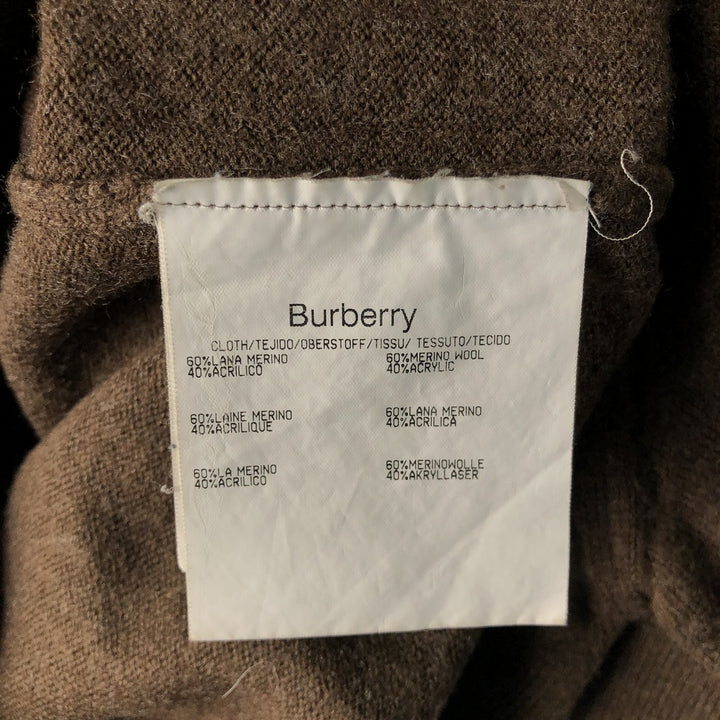 Burberry
CLOTH/TEJIDO/OBERSTOFF/TISSU/ TESSUTO/TECIDO
60%LANA MERINO
40%ACRILICO
60%MERINO WOOL
40%ACRYLIC
60%LAINE MERINO
40%ACRILIQUE
60%LANA MERINO
40%ACRILICA
60%LA MERINO
40%ACRILICO
60%MERINOWOLLE
40%AKRYLLASER